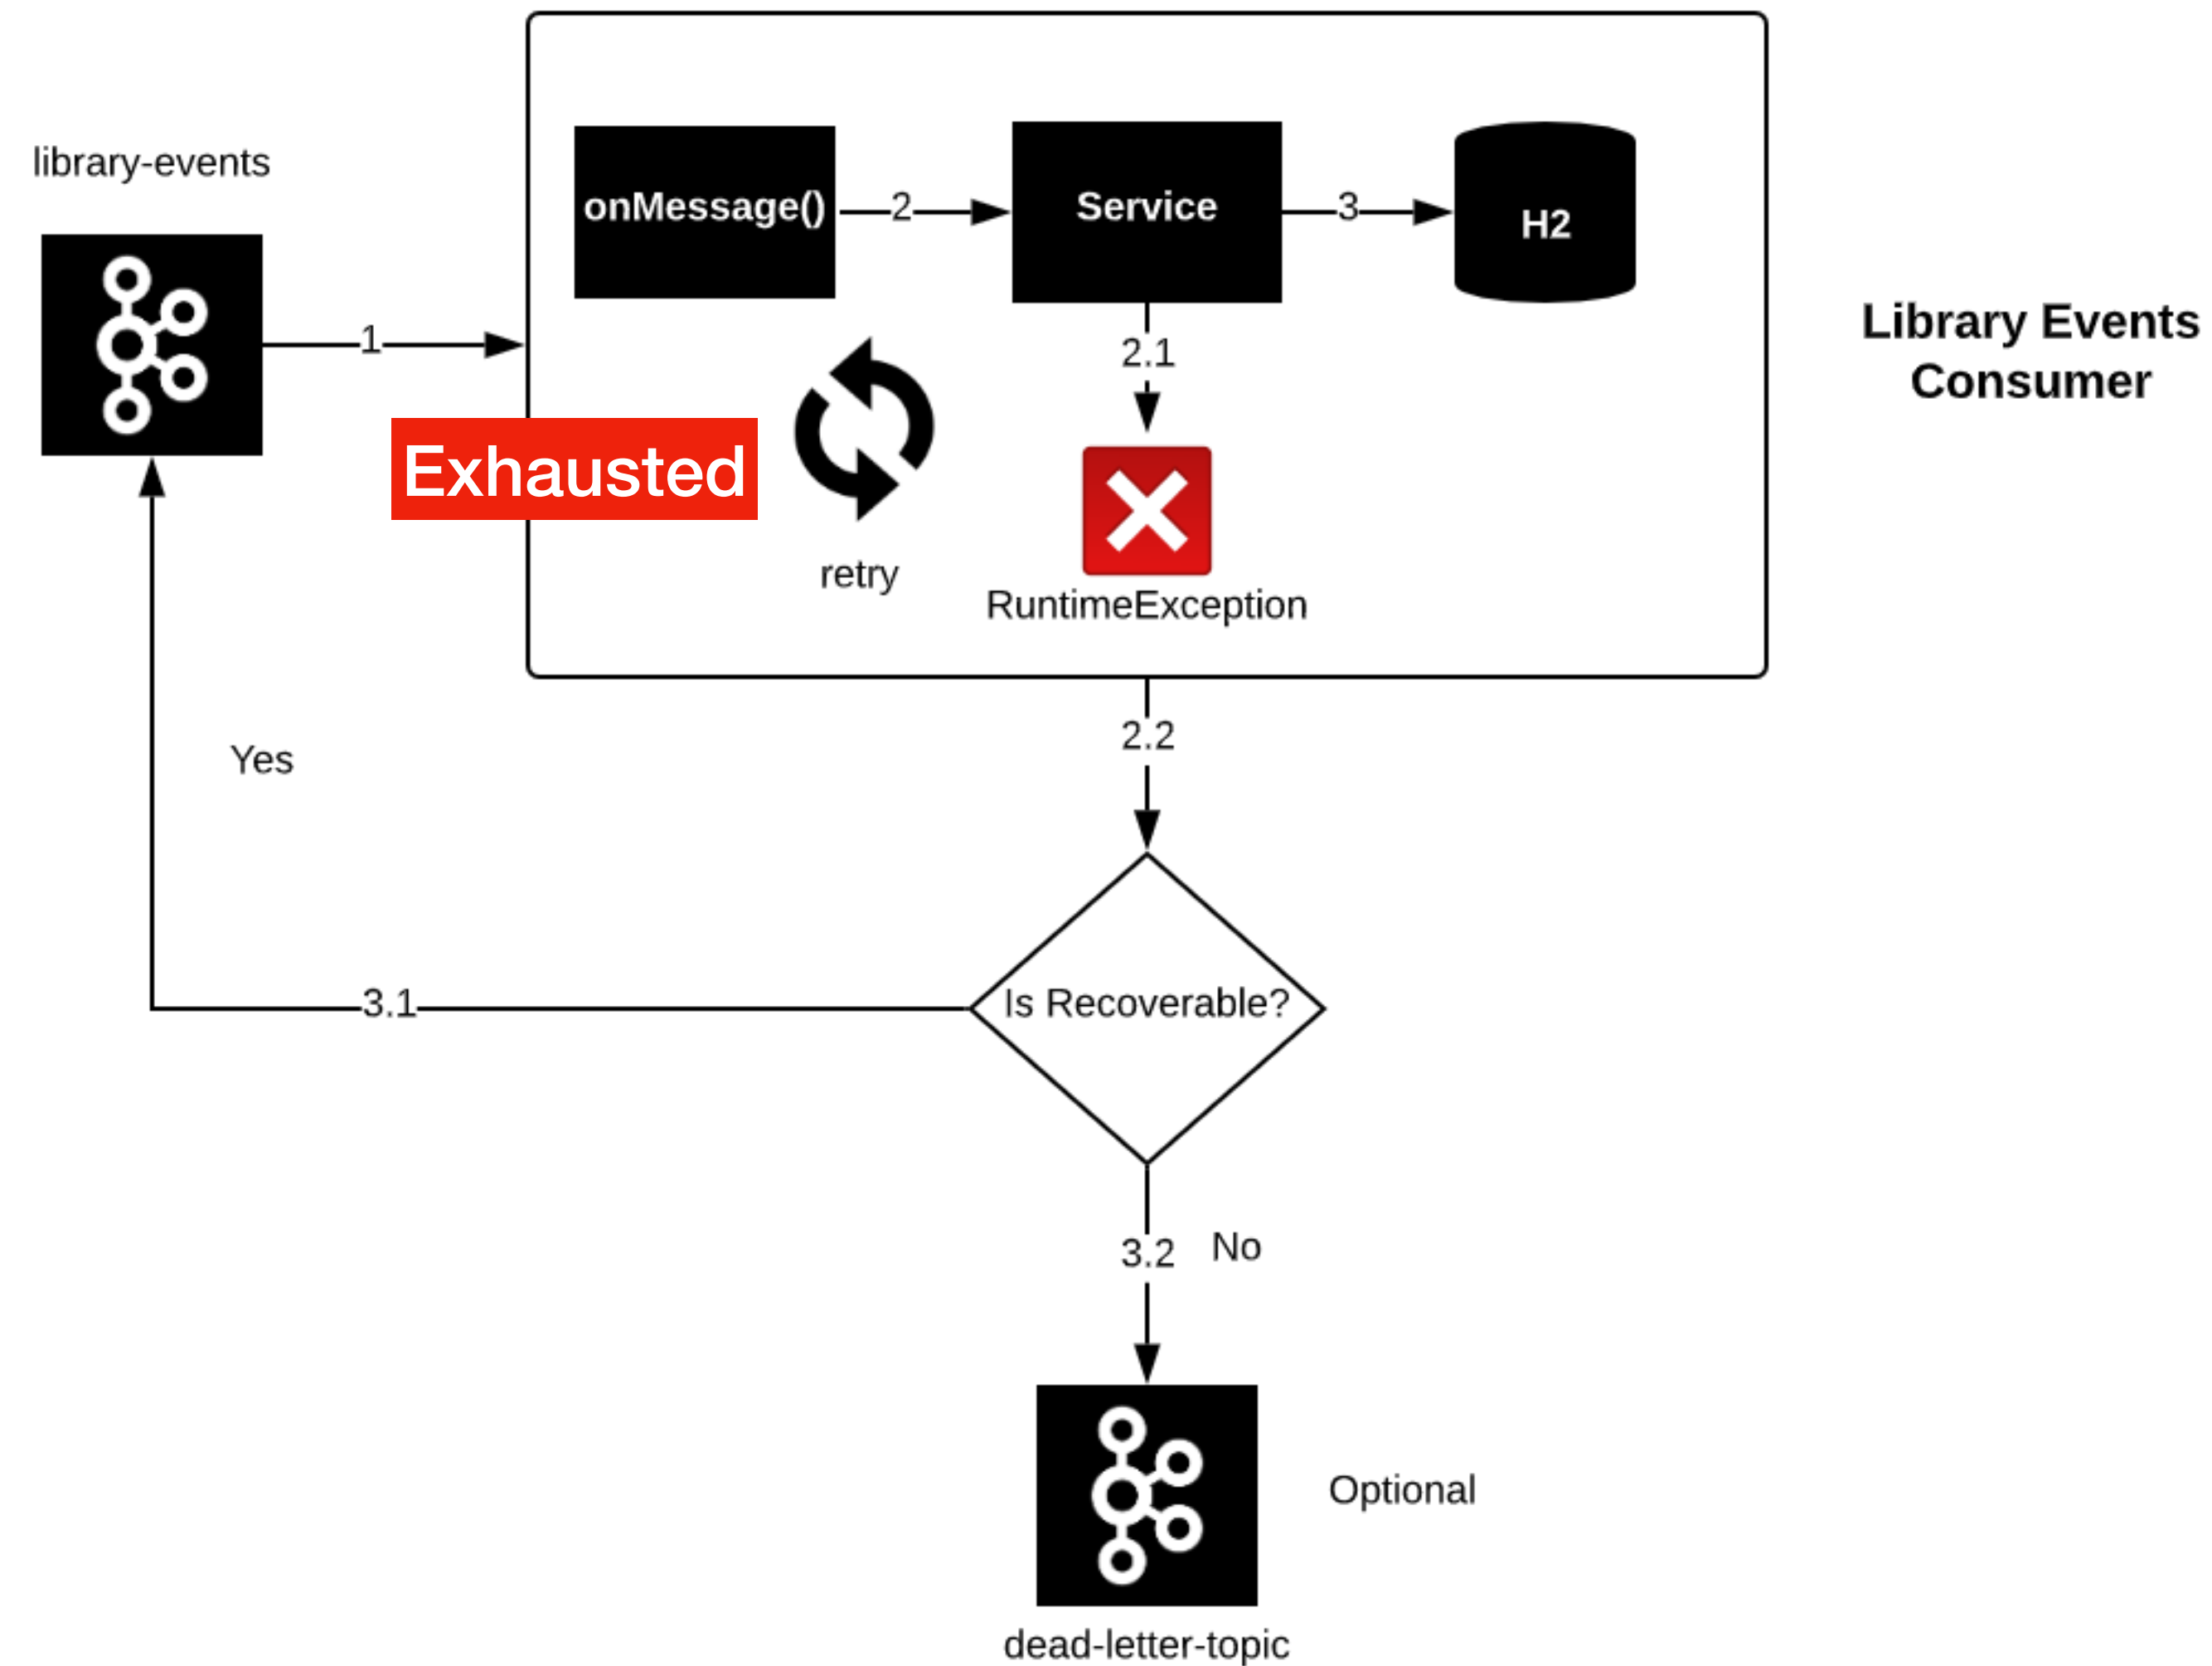 library-events
onMessage()
2
Service
3
H2
1
Library Events
Consumer
2.1
Exhausted
retry
RuntimeException
2.2
Yes
Is Recoverable?
3.1
3.2
No
Optional
dead-letter-topic